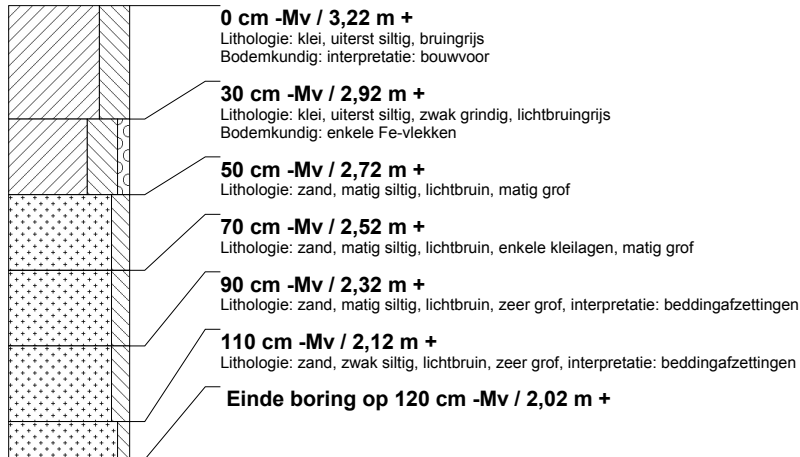 0 cm -Mv / 3,22 m +
Lithologie: klei, uiterst siltig, bruingrijs
Bodemkundig: interpretatie: bouwvoor
30 cm -Mv / 2,92 m +
Lithologie: klei, uiterst siltig, zwak grindig, lichtbruingrijs
Bodemkundig: enkele Fe-vlekken
50 cm -Mv / 2,72 m +
Lithologie: zand, matig siltig, lichtbruin, matig grof
70 cm -Mv / 2,52 m +
Lithologie: zand, matig siltig, lichtbruin, enkele kleilagen, matig grof
90 cm -Mv / 2,32 m +
Lithologie: zand, matig siltig, lichtbruin, zeer grof, interpretatie: beddingafzettingen
110 cm -Mv / 2,12 m +
Lithologie: zand, zwak siltig, lichtbruin, zeer grof, interpretatie: beddingafzettingen
Einde boring op 120 cm -Mv / 2,02 m +